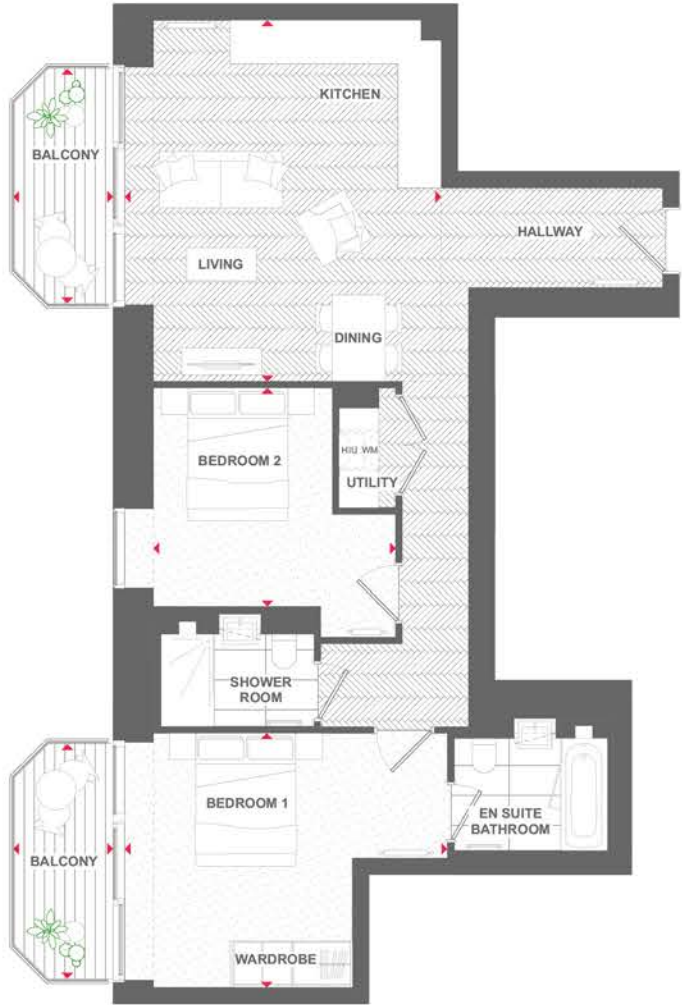 KITCHEN
BALCONY
HALLWAY
LIVING
DINING
BEDROOM 2
HIU WM
UTILITY
SHOWER
ROOM
BEDROOM 1
EN SUITE
BATHROOM
BALCONY
WARDROBE